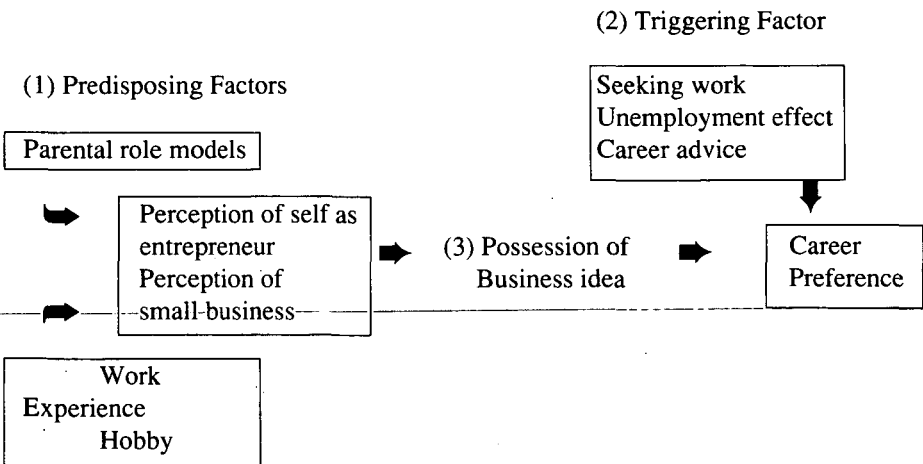 (2) Triggering Factor
(1) Predisposing Factors
Seeking work
Unemployment effect
Career advice
Parental role models
Perception of self as
entrepreneur
Perception of
small business
(3) Possession of
Business idea
Career
Preference
Work
Experience
Hobby